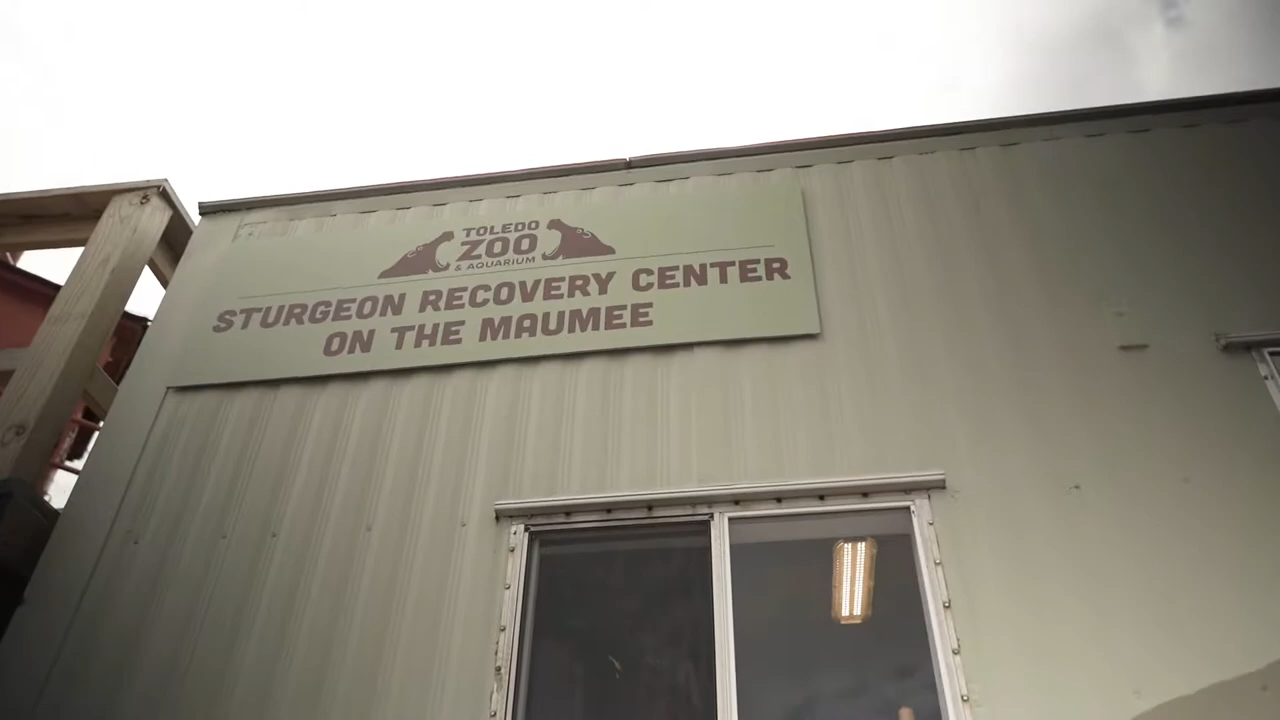 TOLEDO
ZOO
& AQUARIUM
STURGEON RECOVERY CENTER
ON THE MAUMEE